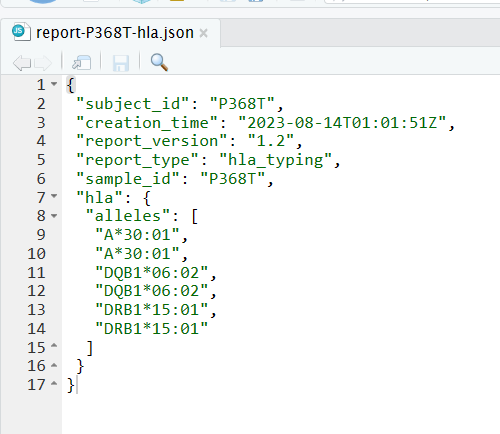 report-P368T-hla.json
1 {
2 "subject_id": "P368T",
3 "creation_time": "2023-08-14T01:01:51Z",
4 "report_version": "1.2",
5 "report_type": "hla_typing",
6 "sample_id": "P368T",
7 "hla": {
8 "alleles": [
9 "A*30:01",
10 "A*30:01",
11 "DQB1*06:02",
12 "DQB1*06:02",
13 "DRB1*15:01",
14 "DRB1*15:01"
15 ]
16 }
17 }